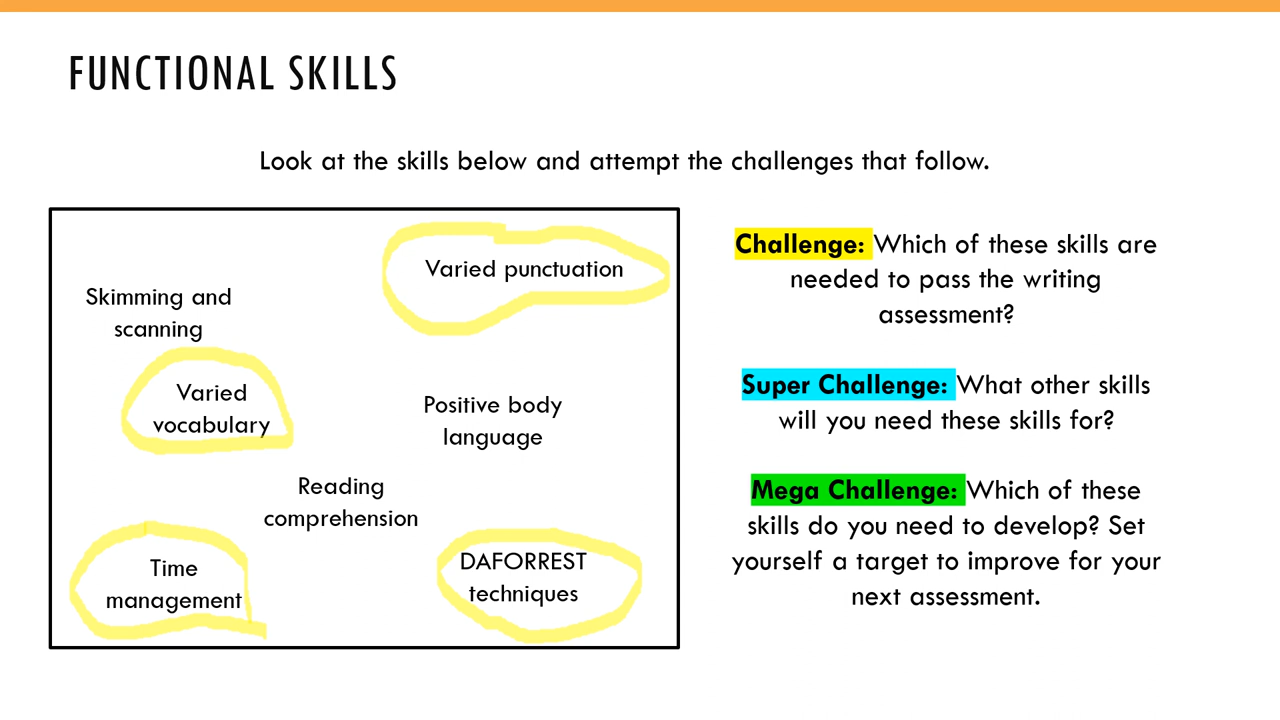 FUNCTIONAL SKILLS
Look at the skills below and attempt the challenges that follow.
Varied punctuation
Skimming and
scanning
Varied
vocabulary
Positive body
language
Reading
comprehension
Time
management
DAFORREST
techniques
Challenge: Which of these skills are
needed to pass the writing
assessment?
Super Challenge: What other skills
will you need these skills for?
Mega Challenge: Which of these
skills do you need to develop? Set
yourself a target to improve for your
next assessment.